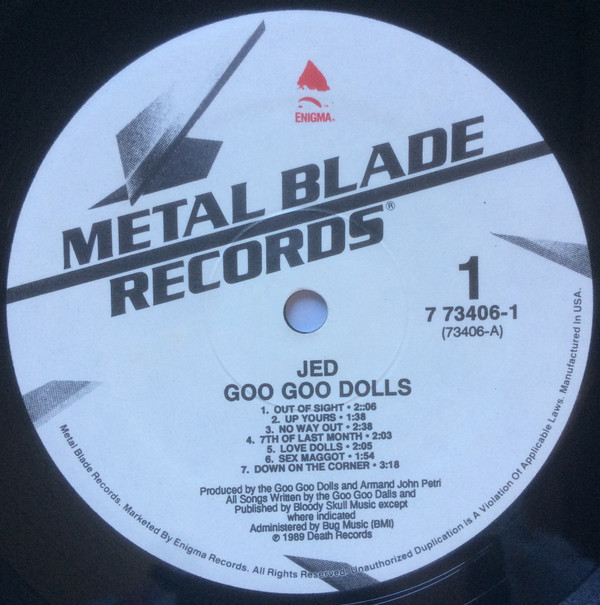 ENIGMA®
METAL BLADE
RECORDS®
1
7 73406-1
(73406-A)
JED
GOO GOO DOLLS
1. OUT OF SIGHT • 2::06
2. UP YOURS • 1:38
3. NO WAY OUT • 2:38
4. 7TH OF LAST MONTH • 2:03
5. LOVE DOLLS • 2:05
6. SEX MAGGOT • 1:54
7. DOWN ON THE CORNER • 3:18
Produced by the Goo Goo Dolls and Armand John Petri
All Songs Written by the Goo Goo Dalls and
Published by Bloody Skull Music except
where indicated
Administered by Bug Music (BMI)
℗ 1989 Death Records
Metal Blade Records. Marketed By Enigma Records. All Rights Reserved. Unauthorized Duplication Is A Violation Of Applicable Laws. Manufactured In USA.